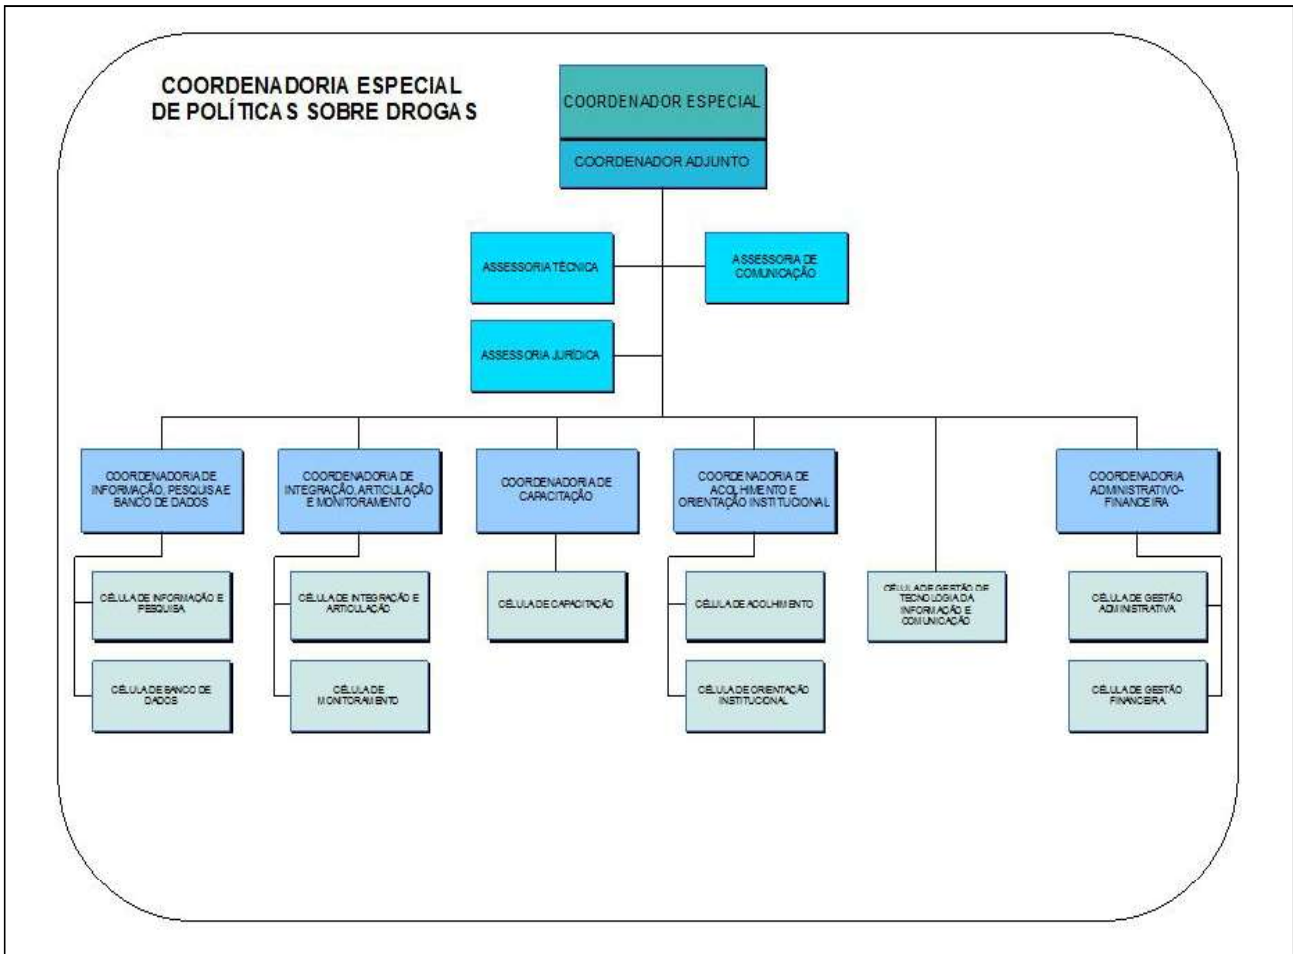 COORDENADORIA ESPECIAL
DE POLÍTICAS SOBRE DROGAS
COORDENADOR ESPECIAL
COORDENADOR ADJUNTO
ASSESSORIA TÉCNICA
ASSESSORIA DE
COMUNICAÇÃO
ASSESSORIA JURÍDICA
COORDENADORIA DE
INFORMAÇÃO, PESQUISA E
BANCO DE DADOS
COORDENADORIA DE
INTEGRAÇÃO, ARTICULAÇÃO
E MONITORAMENTO
COORDENADORIA DE
CAPACITAÇÃO
COORDENADORIA DE
ACOLHIMENTO E
ORIENTAÇÃO INSTITUCIONAL
COORDENADORIA
ADMINISTRATIVO-
FINANCEIRA
CÉLULA DE INFORMAÇÃO E
PESQUISA
CÉLULA DE INTEGRAÇÃO E
ARTICULAÇÃO
CÉLULA DE CAPACITAÇÃO
CÉLULA DE ACOLHIMENTO
CÉLULA DE GESTÃO DE
TECNOLOGIA DA
INFORMAÇÃO E
COMUNICAÇÃO
CÉLULA DE GESTÃO
ADMINISTRATIVA
CÉLULA DE BANCO DE
DADOS
CÉLULA DE
MONITORAMENTO
CÉLULA DE ORIENTAÇÃO
INSTITUCIONAL
CÉLULA DE GESTÃO
FINANCEIRA